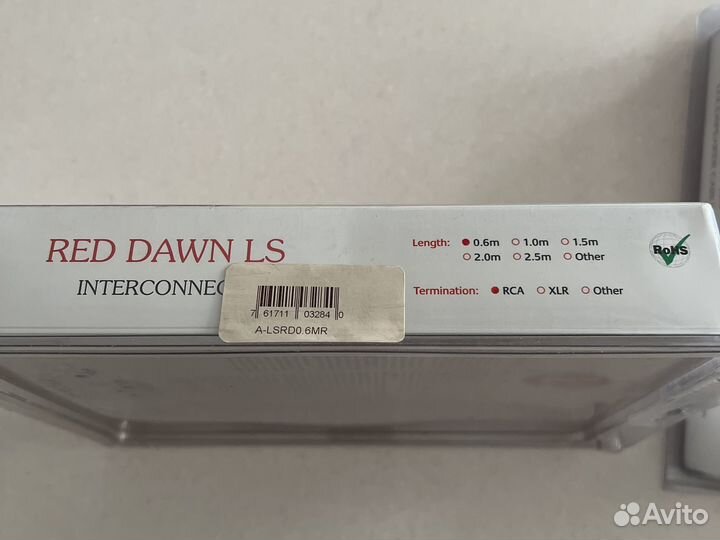 RED DAWN LS
INTERCONNEC
7 61711 03284 0
A-LSRD0.6MR
Length: 0.6m 1.0m 1.5m
2.0m 2.5m Other
Termination: RCA XLR Other
RoHS
Avito